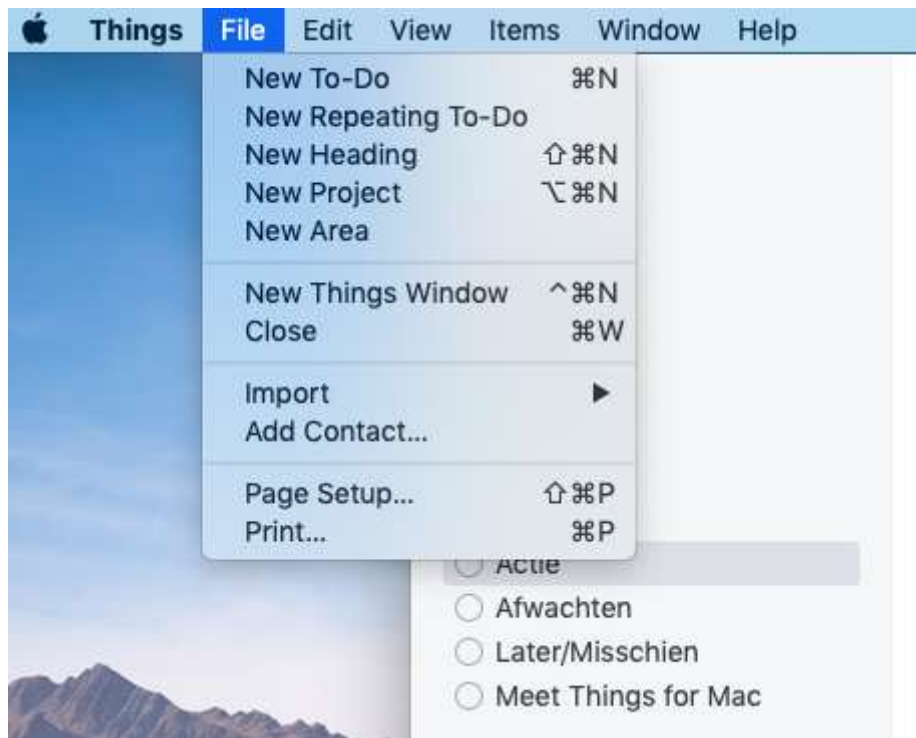 Things File Edit View Items Window Help
New To-Do ⌘N
New Repeating To-Do
New Heading ⇧⌘N
New Project ⌥⌘N
New Area
New Things Window ^⌘N
Close ⌘W
Import ▶
Add Contact...
Page Setup... ⇧⌘P
Print... ⌘P
Actie
Afwachten
Later/Misschien
Meet Things for Mac